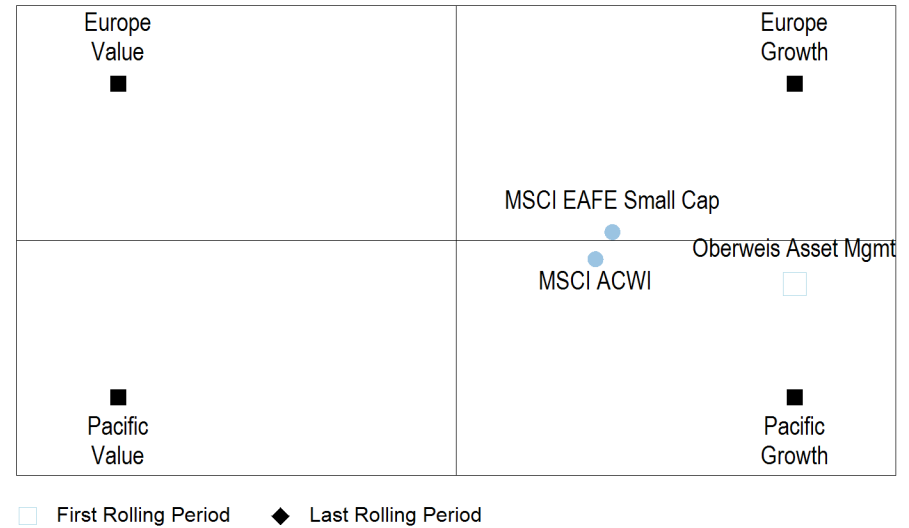 Europe
Value
Europe
Growth
MSCI EAFE Small Cap
Oberweis Asset Mgmt
MSCI ACWI
Pacific
Value
Pacific
Growth
First Rolling Period
Last Rolling Period